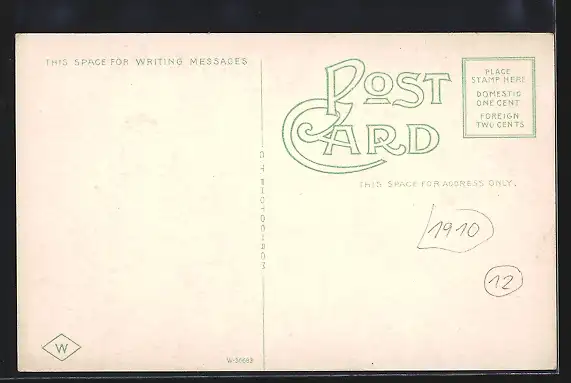 THIS SPACE FOR WRITING MESSAGES
POST CARD
PLACE
STAMP HERE
DOMESTIC
ONE CENT
FOREIGN
TWO CENTS
THIS SPACE FOR ADDRESS ONLY.
1910
12
W